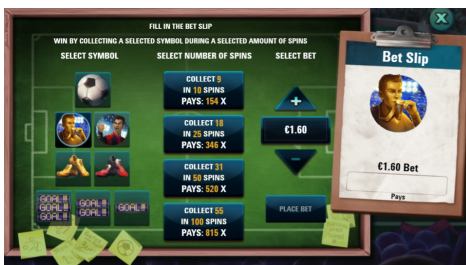 FILL IN THE BET SLIP
WIN BY COLLECTING A SELECTED SYMBOL DURING A SELECTED AMOUNT OF SPINS
SELECT SYMBOL
SELECT NUMBER OF SPINS
SELECT BET
COLLECT 9
IN 10 SPINS
PAYS: 154 X
COLLECT 18
IN 25 SPINS
PAYS: 346 X
COLLECT 31
IN 50 SPINS
PAYS: 520 X
COLLECT 55
IN 100 SPINS
PAYS: 815 X
GOAL!!
GOAL!!
GOAL!!
GOAL!!
GOAL!!
GOAL!!
+
€1.60
−
PLACE BET
X
Bet Slip
€1.60 Bet
Pays